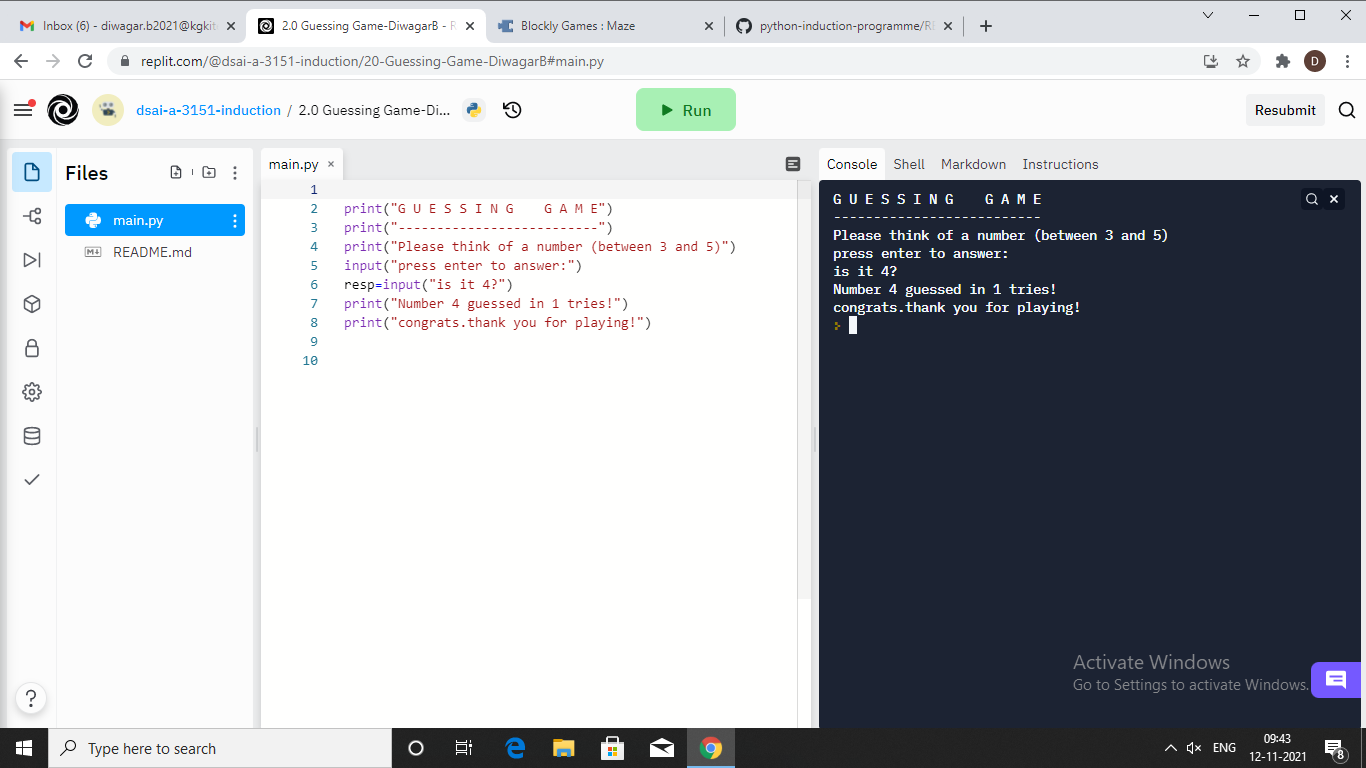 Inbox (6) - diwagar.b2021@kgkit
2.0 Guessing Game-DiwagarB - R
Blockly Games : Maze
python-induction-programme/RE
replit.com/@dsai-a-3151-induction/20-Guessing-Game-DiwagarB#main.py
D
dsai-a-3151-induction / 2.0 Guessing Game-Di...
Run
Resubmit
Files
main.py
README.md
main.py
1
2 print("G U E S S I N G    G A M E")
3 print("--------------------------")
4 print("Please think of a number (between 3 and 5)")
5 input("press enter to answer:")
6 resp=input("is it 4?")
7 print("Number 4 guessed in 1 tries!")
8 print("congrats.thank you for playing!")
9
10
Console Shell Markdown Instructions
G U E S S I N G    G A M E
--------------------------
Please think of a number (between 3 and 5)
press enter to answer:
is it 4?
Number 4 guessed in 1 tries!
congrats.thank you for playing!
Activate Windows
Go to Settings to activate Windows.
?
Type here to search
ENG
09:43
12-11-2021
8